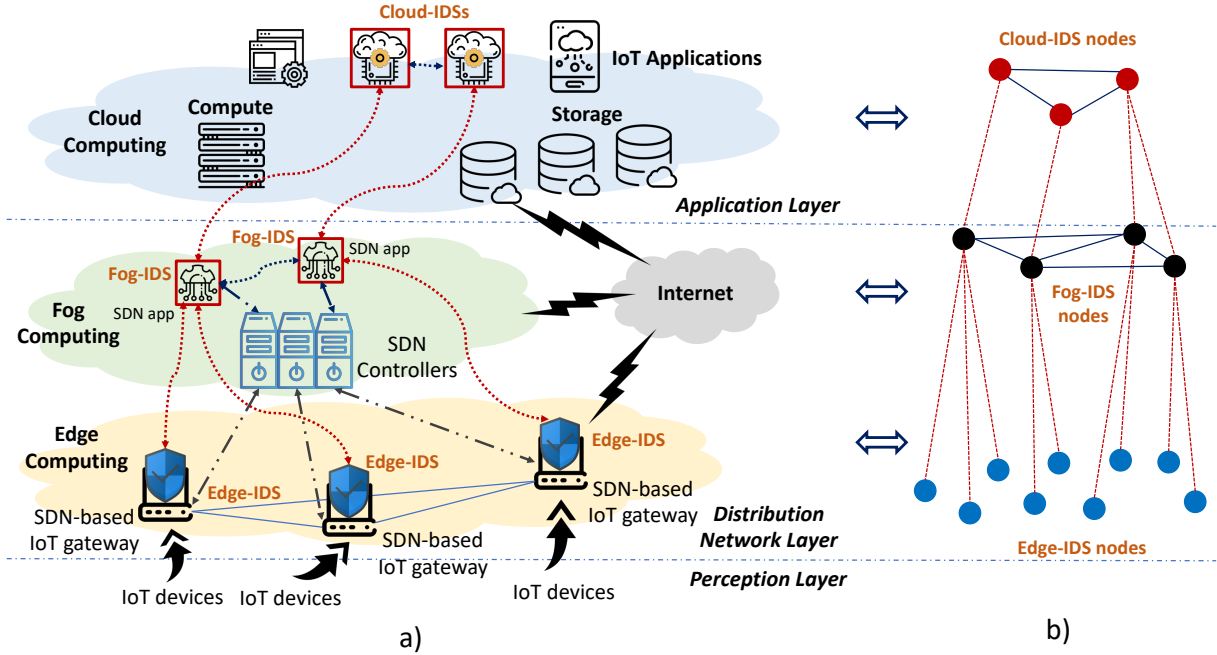 Cloud-IDSs
IoT Applications
Compute
Storage
Cloud
Computing
Application Layer
Cloud-IDS nodes
Fog-IDS
SDN app
Fog-IDS
SDN app
Fog
Computing
SDN
Controllers
Internet
Fog-IDS
nodes
Edge
Computing
Edge-IDS
Edge-IDS
Edge-IDS
SDN-based
IoT gateway
SDN-based
IoT gateway
SDN-based
IoT gateway
Distribution
Network Layer
Edge-IDS nodes
Perception Layer
IoT devices
IoT devices
IoT devices
a)
b)